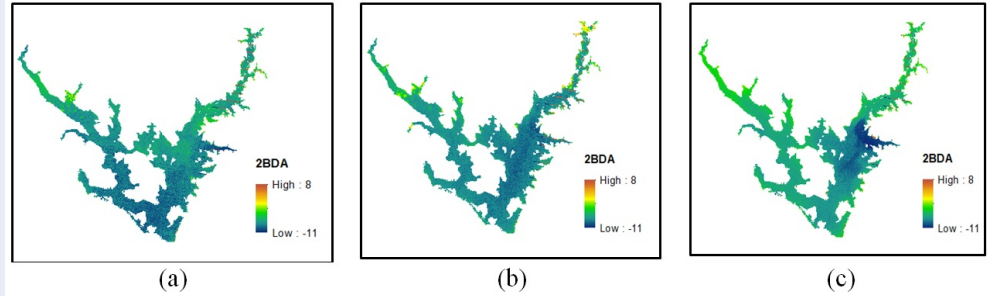 2BDA
High : 8
Low : -11
2BDA
High : 8
Low : -11
2BDA
High : 8
Low : -11
(a)
(b)
(c)